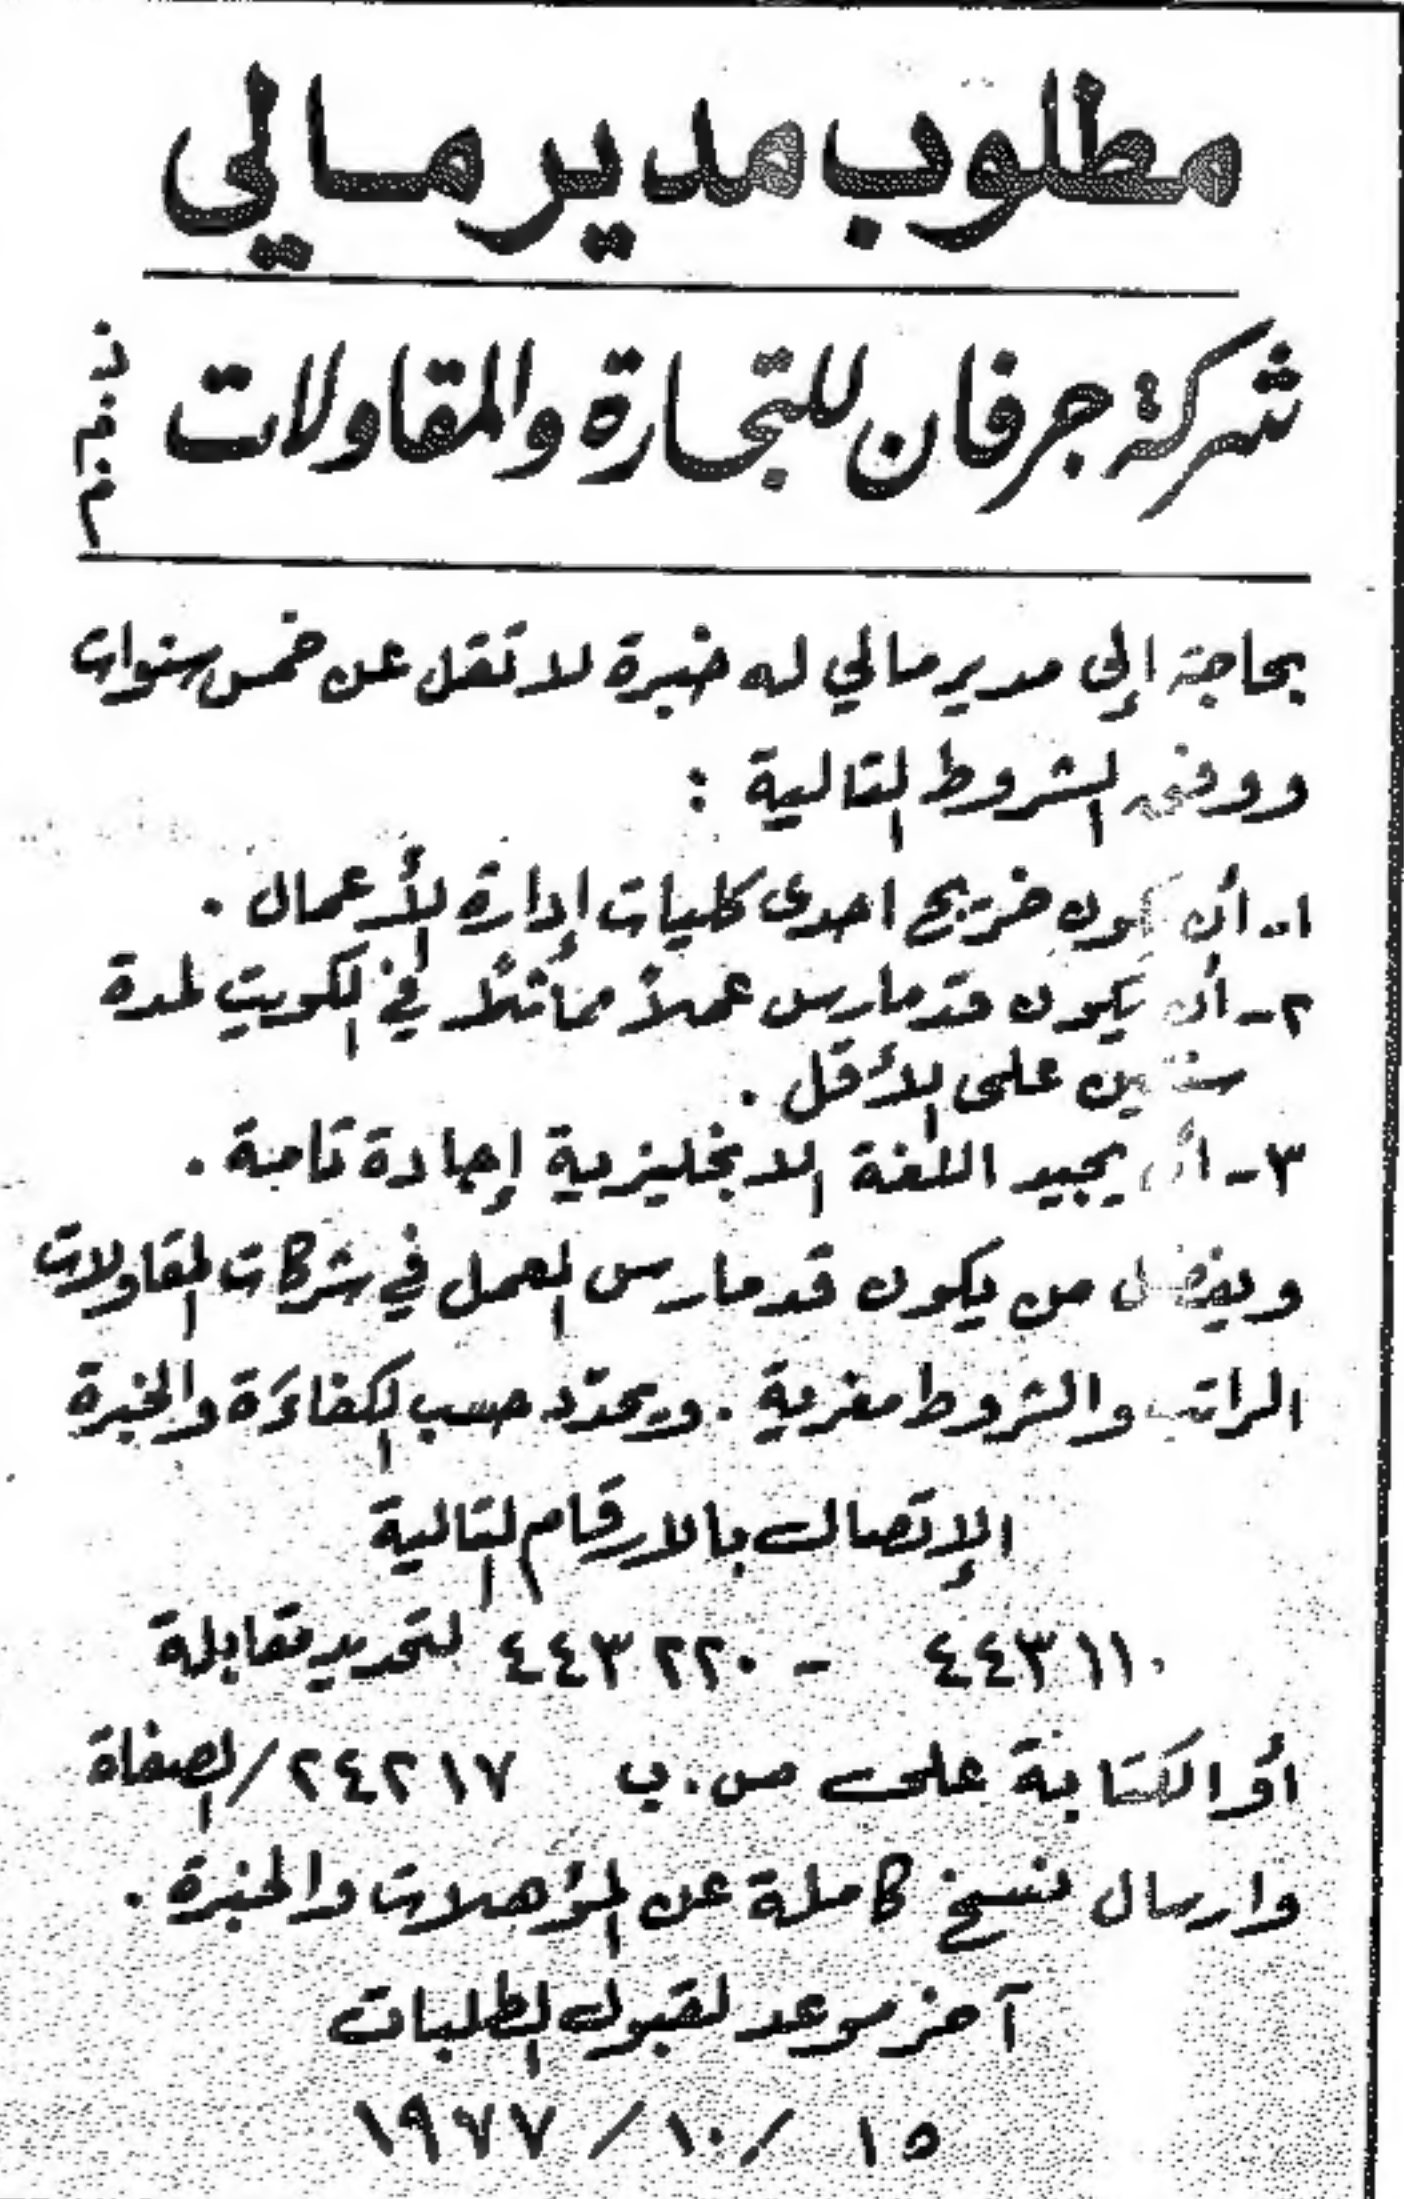 مطلوب مدير مالي
شركة جرفان للتجارة والمقاولات ذ.م.م
بحاجة إلى مدير مالي له خبرة لا تقل عن خمس سنوات
ووفق الشروط التالية :
١- أن يكون خريج احدى كليات إدارة الأعمال .
٢- أن يكون قد مارس عملاً مماثلاً في الكويت لمدة
سنتين على الأقل .
٣- أن يجيد اللغة الانجليزية إجادة تامة .
ويفضل من يكون قد مارس العمل في شركات المقاولات
الراتب والشروط مغرية . ويحدّد حسب الكفاءة والخبرة
الإتصال بالارقام التالية
٤٤٣١١٠ - ٤٤٣٢٢٠ لتحديد مقابلة
أو الكتابة على ص.ب ٢٤٢١٧/الصفاة
وارسال نسخ كاملة عن المؤهلات والخبرة .
آخر موعد لقبول الطلبات
١٥ /١٠ / ١٩٧٧